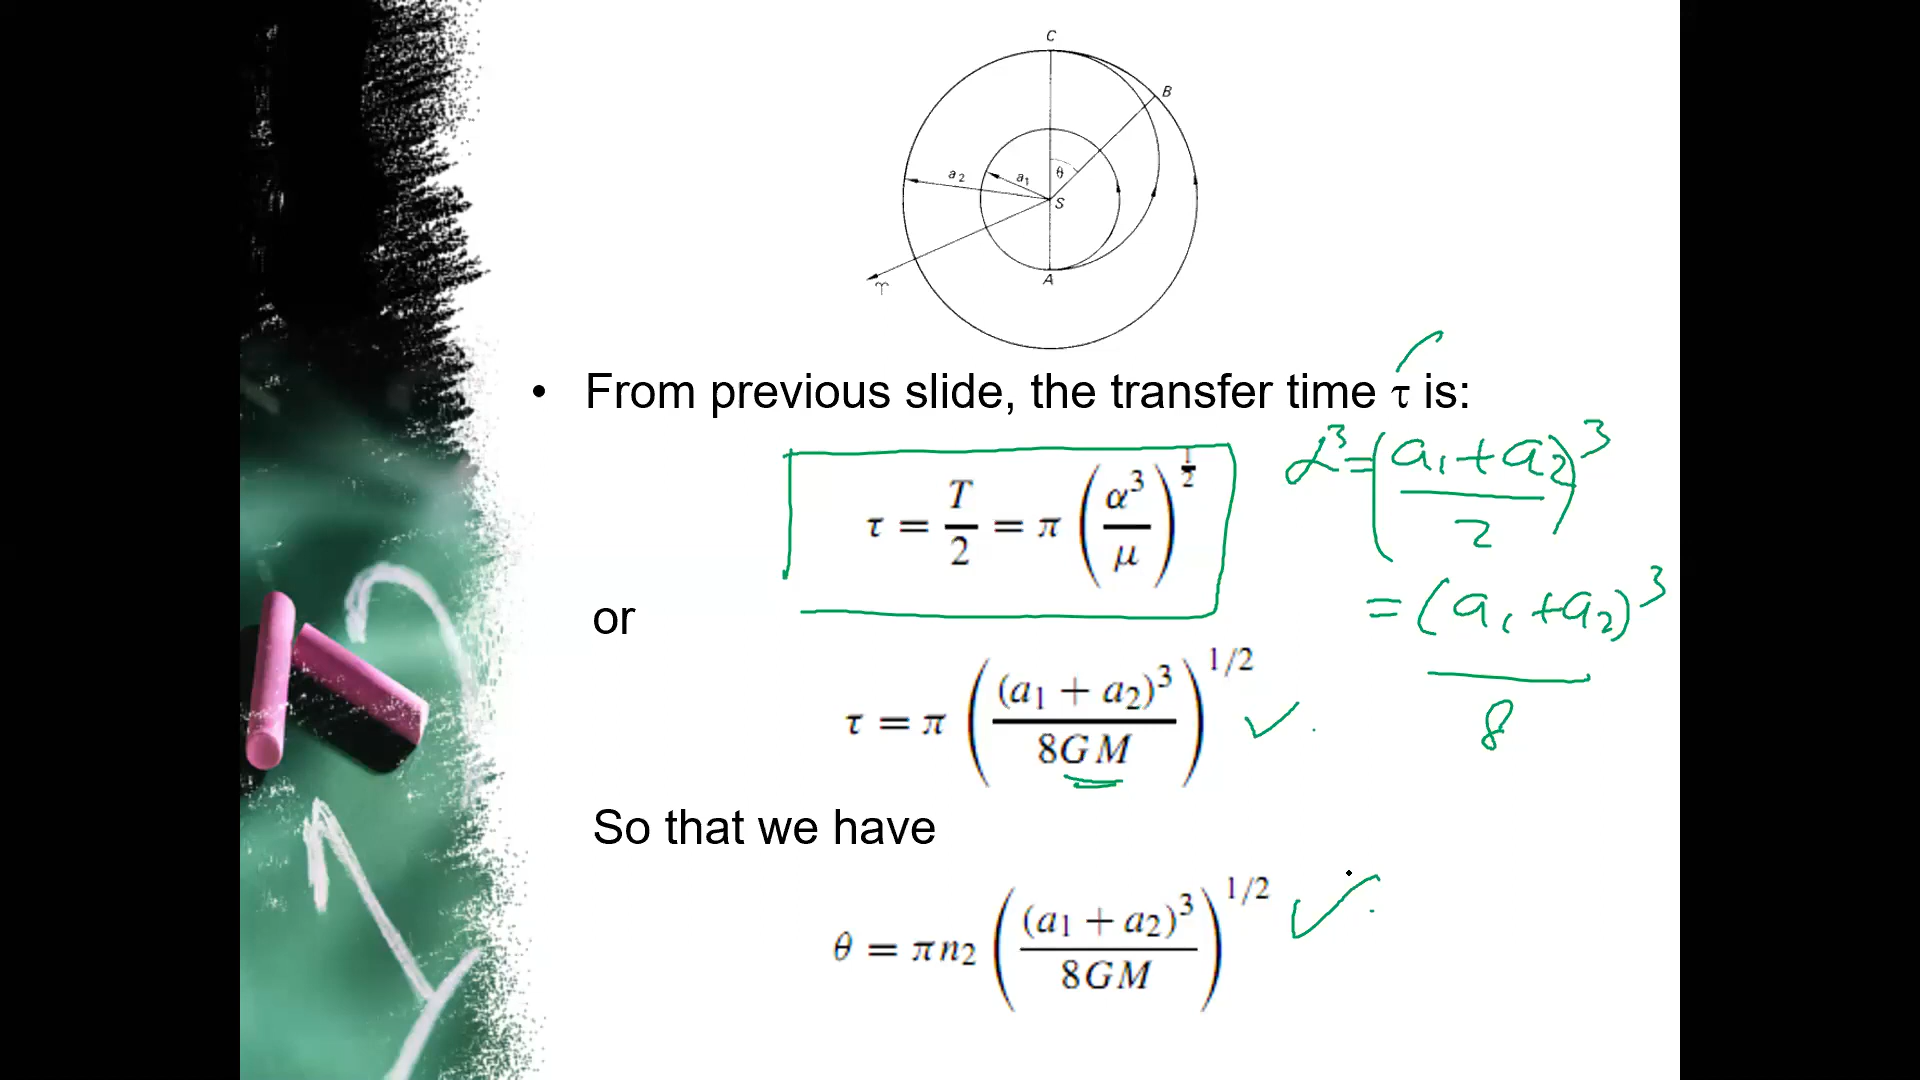 C
B
a₂
a₁
θ
S
A
♈
• From previous slide, the transfer time τ is:
τ = T/2 = π (α³/μ)^½
α³ = ((a₁ + a₂)/2)³
= (a₁ + a₂)³/8
or
τ = π ((a₁ + a₂)³/8GM)^1/2
So that we have
θ = πn₂ ((a₁ + a₂)³/8GM)^1/2